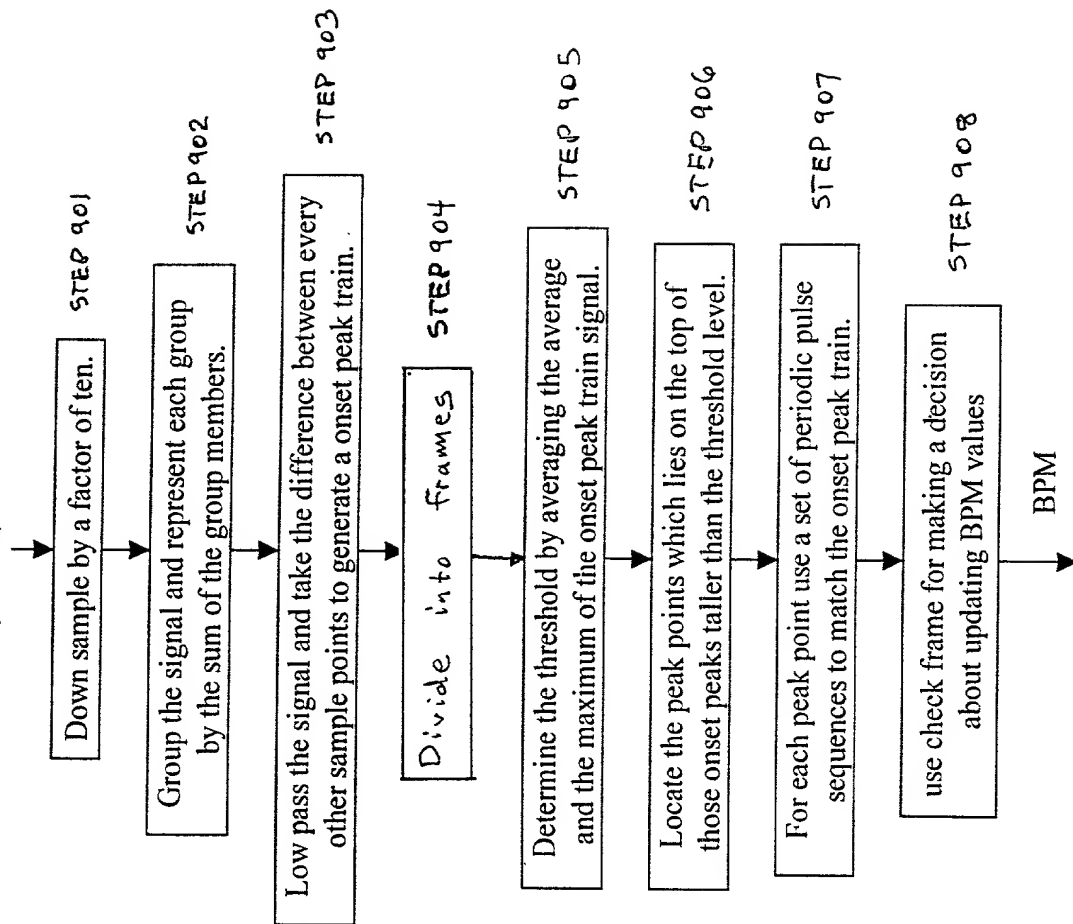 Down sample by a factor of ten.
STEP 901
Group the signal and represent each group
by the sum of the group members.
STEP 902
Low pass the signal and take the difference between every
other sample points to generate a onset peak train.
STEP 903
Divide into frames
STEP 904
Determine the threshold by averaging the average
and the maximum of the onset peak train signal.
STEP 905
Locate the peak points which lies on the top of
those onset peaks taller than the threshold level.
STEP 906
For each peak point use a set of periodic pulse
sequences to match the onset peak train.
STEP 907
use check frame for making a decision
about updating BPM values
STEP 908
BPM